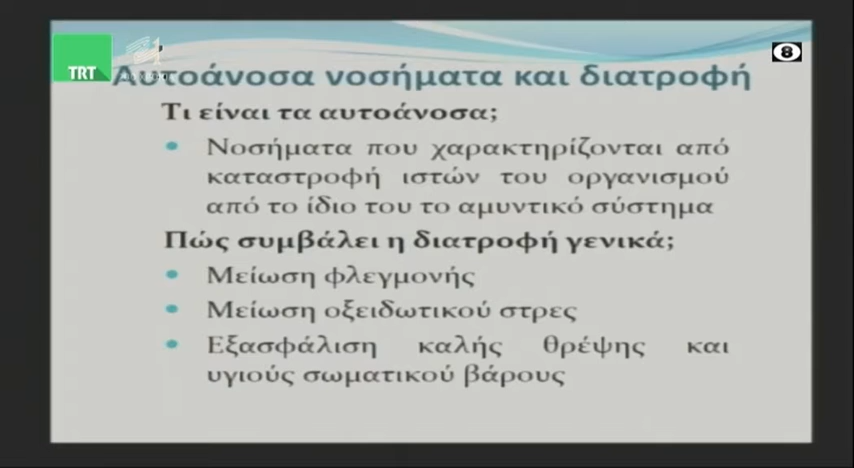 TRT
8
Αυτοάνοσα νοσήματα και διατροφή
Τι είναι τα αυτοάνοσα;
Νοσήματα που χαρακτηρίζονται από
καταστροφή ιστών του οργανισμού
από το ίδιο του το αμυντικό σύστημα
Πώς συμβάλει η διατροφή γενικά;
Μείωση φλεγμονής
Μείωση οξειδωτικού στρες
Εξασφάλιση καλής θρέψης και
υγιούς σωματικού βάρους